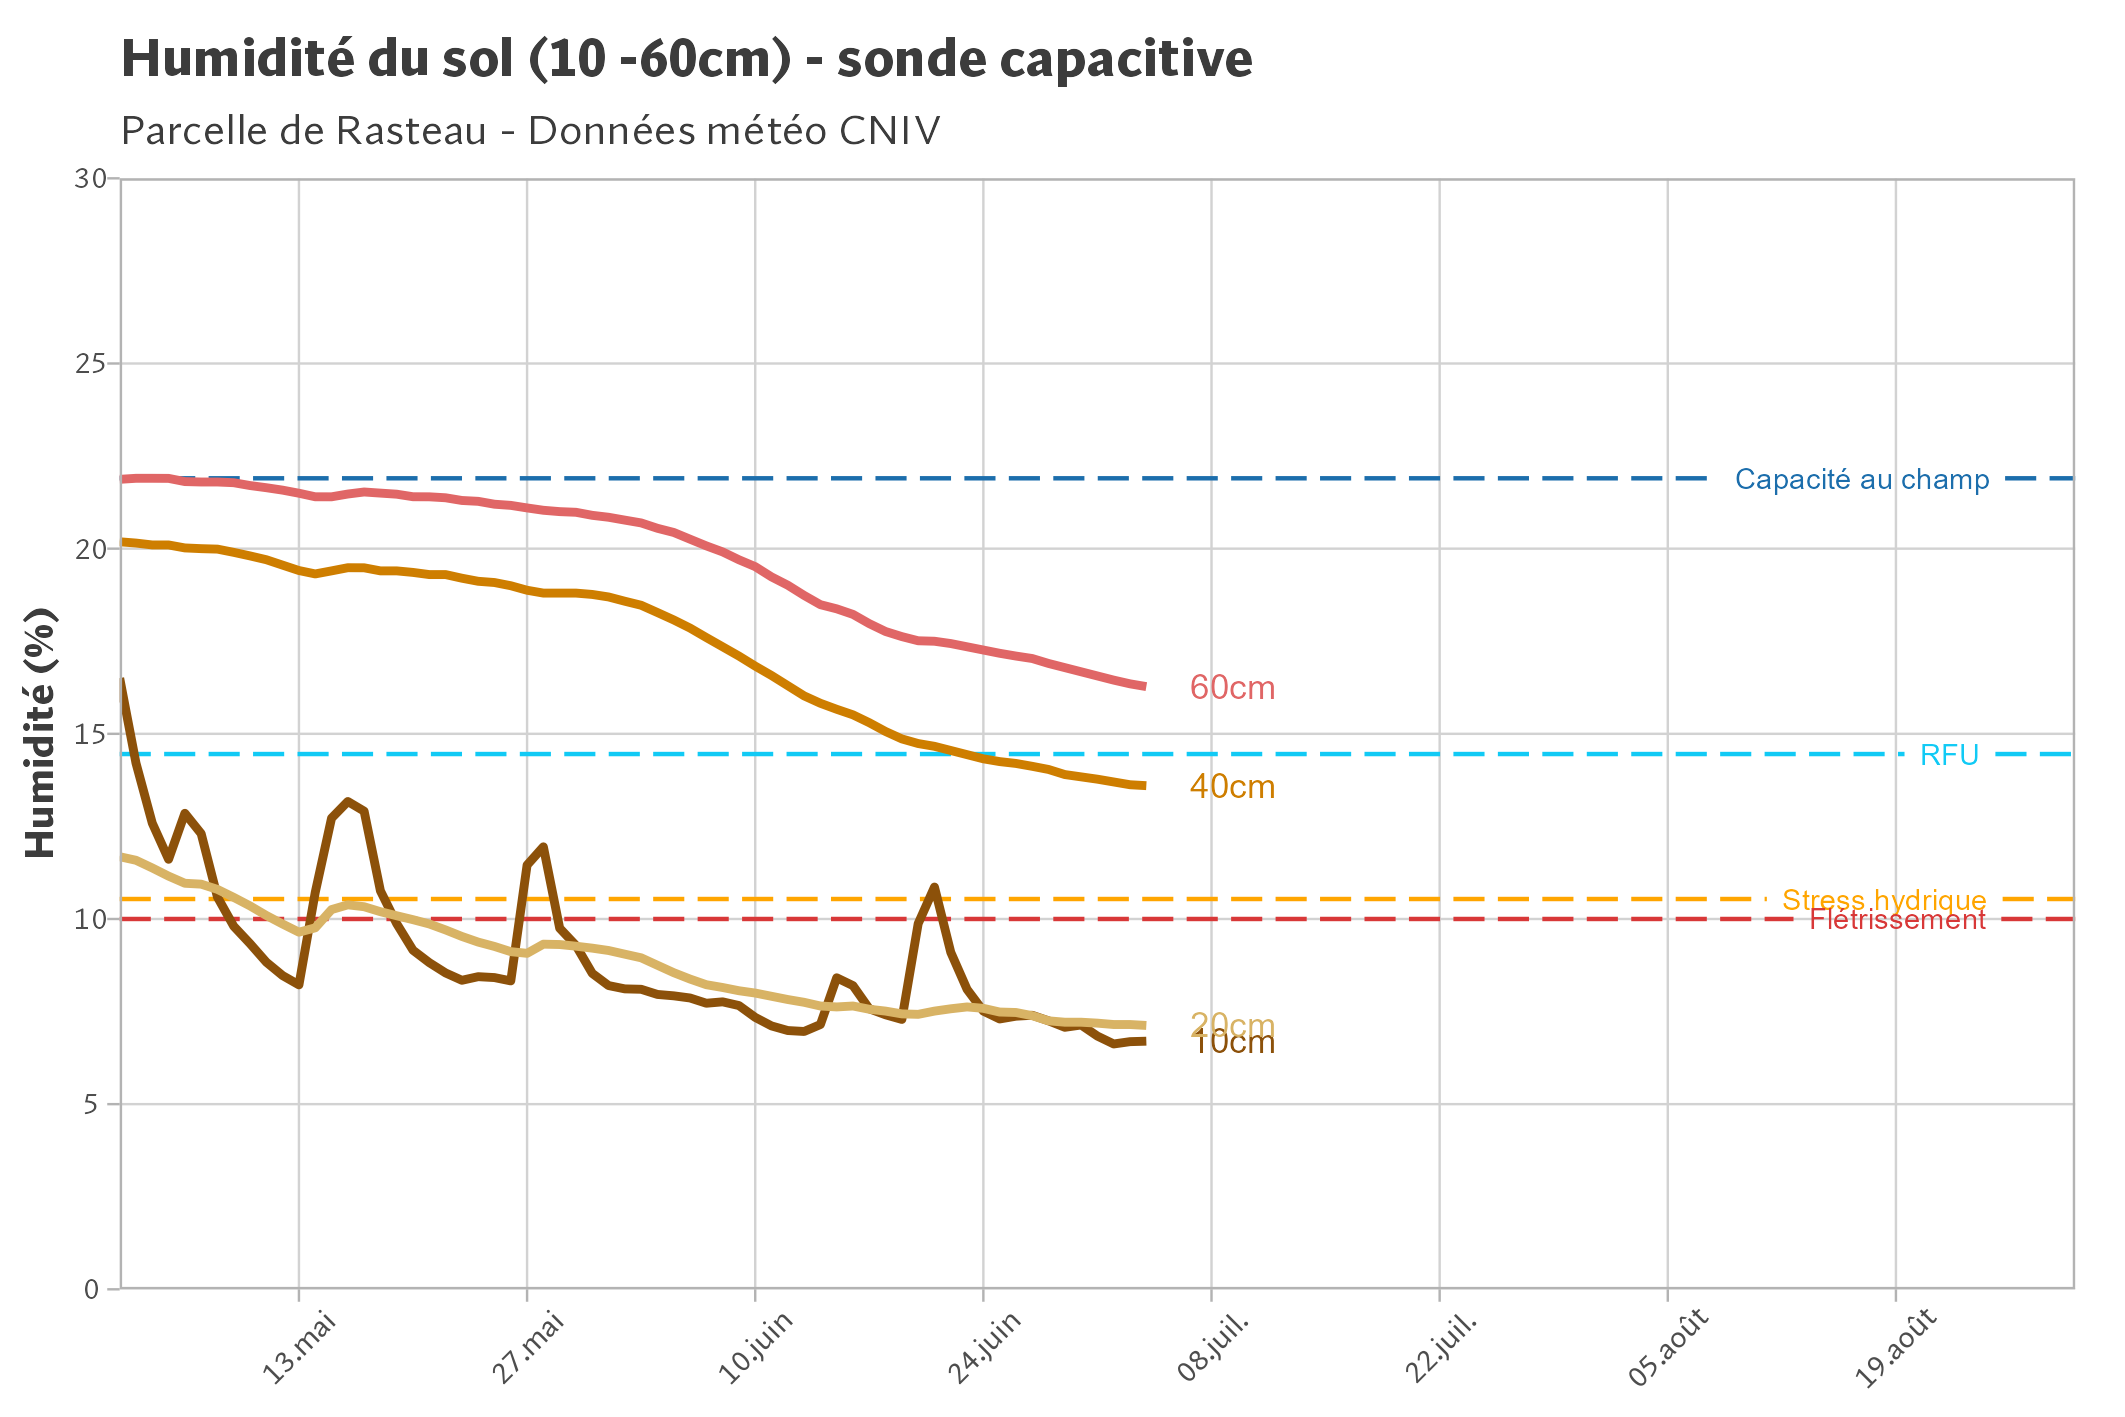 Humidité du sol (10 -60cm) - sonde capacitive
Parcelle de Rasteau - Données météo CNIV
Humidité (%)
30
25
20
15
10
5
0
Capacité au champ
60cm
RFU
40cm
Stress hydrique
Flétrissement
20cm
10cm
13.mai
27.mai
10.juin
24.juin
08.juil.
22.juil.
05.août
19.août